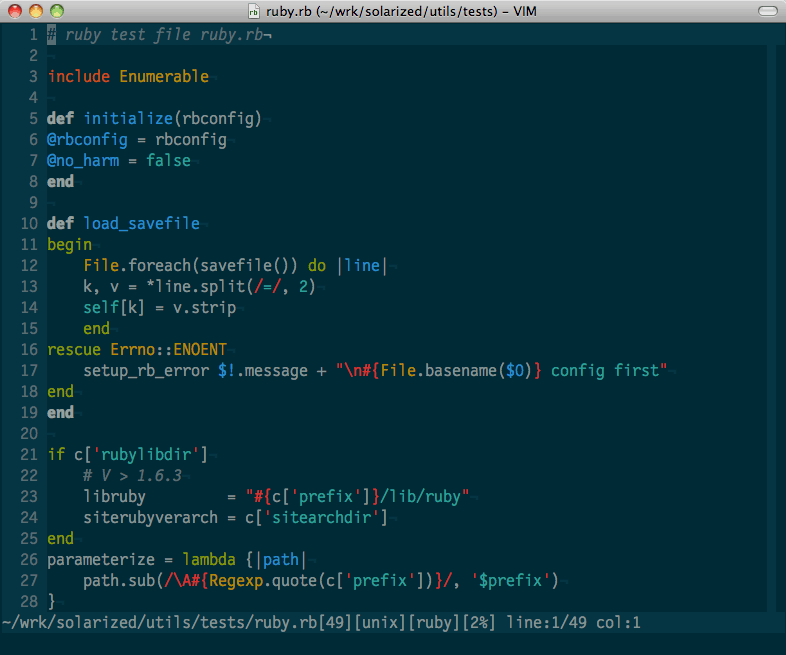 rb ruby.rb (~/wrk/solarized/utils/tests) – VIM
1 # ruby test file ruby.rb¬
2 ¬
3 include Enumerable¬
4 ¬
5 def initialize(rbconfig)¬
6 @rbconfig = rbconfig¬
7 @no_harm = false¬
8 end¬
9 ¬
10 def load_savefile¬
11 begin¬
12     File.foreach(savefile()) do |line|¬
13     k, v = *line.split(/=/, 2)¬
14     self[k] = v.strip¬
15     end¬
16 rescue Errno::ENOENT¬
17     setup_rb_error $!.message + "\n#{File.basename($0)} config first"¬
18 end¬
19 end¬
20 ¬
21 if c['rubylibdir']¬
22     # V > 1.6.3¬
23     libruby         = "#{c['prefix']}/lib/ruby"¬
24     siterubyverarch = c['sitearchdir']¬
25 end¬
26 parameterize = lambda {|path|¬
27     path.sub(/\A#{Regexp.quote(c['prefix'])}/, '$prefix')¬
28 }¬
~/wrk/solarized/utils/tests/ruby.rb[49][unix][ruby][2%] line:1/49 col:1